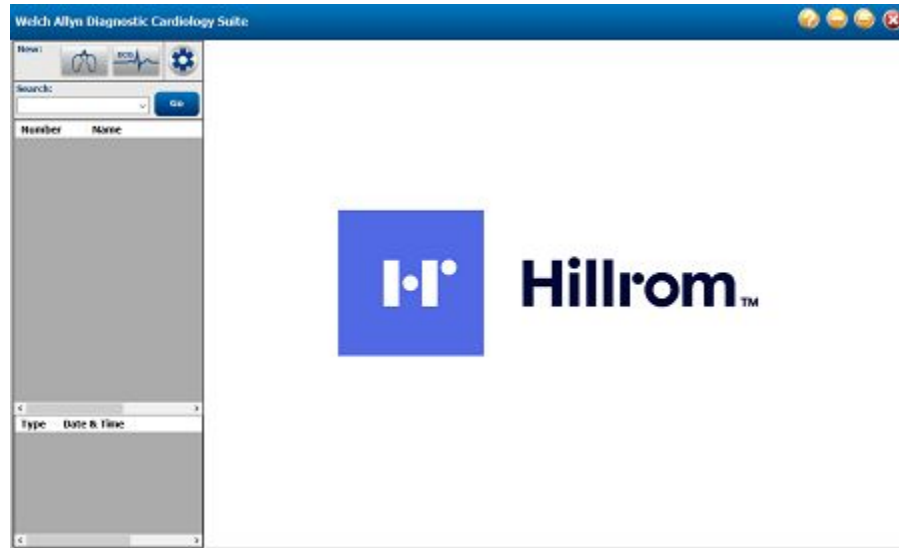 Welch Allyn Diagnostic Cardiology Suite
New:
ECG
Search:
Go
Number Name
Hillrom™
Type Date & Time